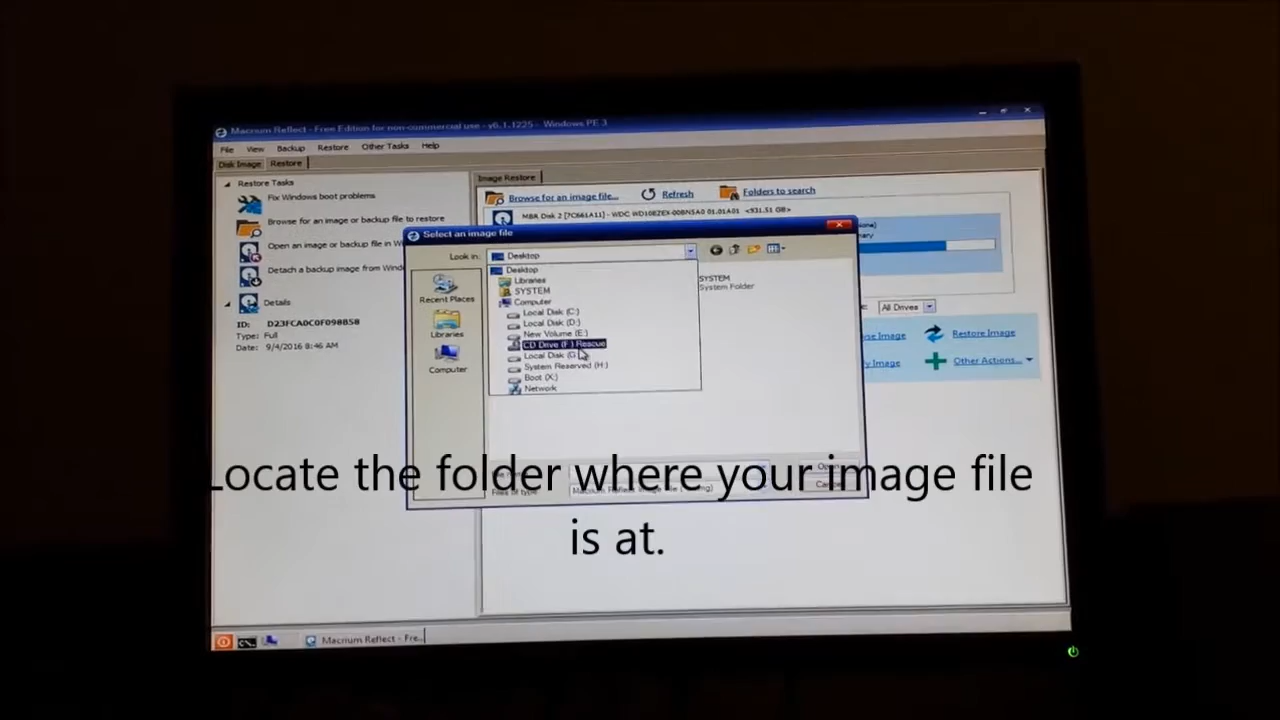 Macrium Reflect - Free Edition for non-commercial use - v6.1.1225 - Windows PE 3
File View Backup Restore Other Tasks Help
Disk Image Restore
Restore Tasks
Fix Windows boot problems
Browse for an image or backup file to restore
Open an image or backup file in Wi
Detach a backup image from Wind
Details
ID: D23FCA0C0F098B58
Type: Full
Date: 9/4/2016 8:46 AM
Image Restore
Browse for an image file... Refresh Folders to search
MBR Disk 2 [7C661A11] - WDC WD10EZEX-00BN5A0 01.01A01 <931.51 GB>
All Drives
Restore Image
Other Actions...
Select an image file
Look in: Desktop
Recent Places
Libraries
Computer
Desktop
Libraries
SYSTEM
Computer
Local Disk (C:)
Local Disk (D:)
New Volume (E:)
CD Drive (F:) Rescue
Local Disk (G:)
System Reserved (H:)
Boot (X:)
Network
SYSTEM
System Folder
Open
Files of type:
Locate the folder where your image file
is at.
Macrium Reflect - Fre...